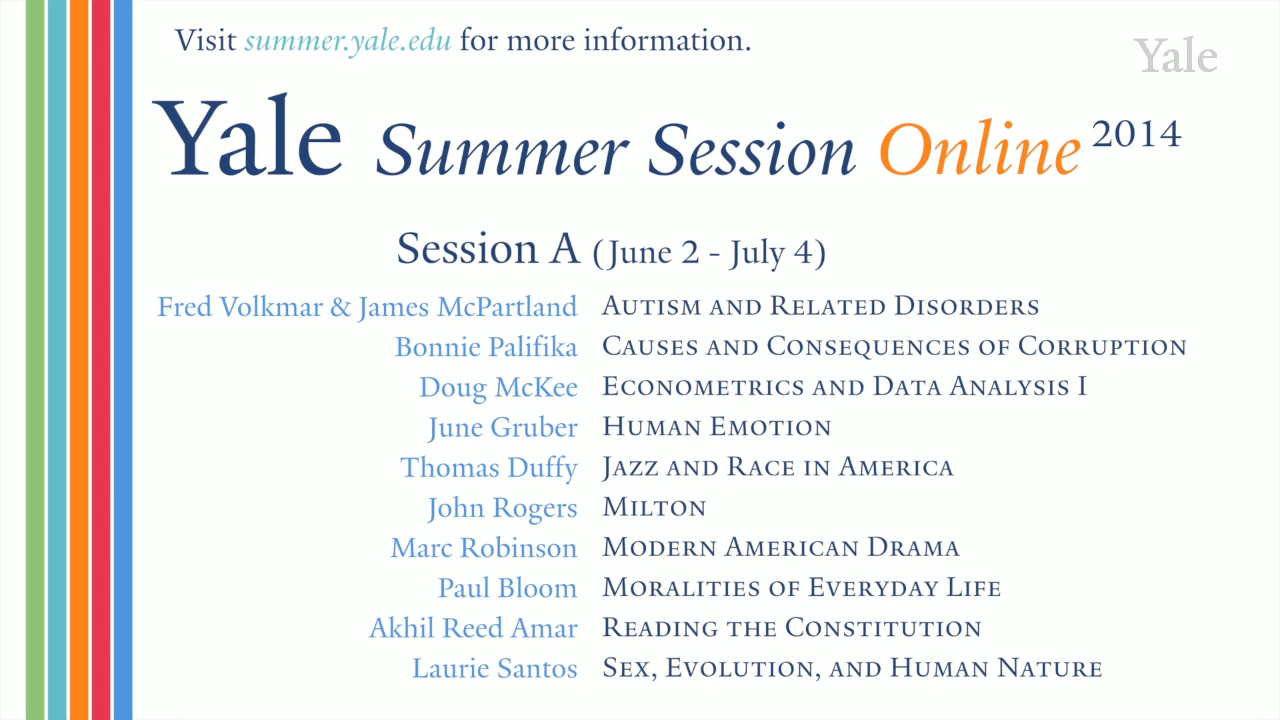 Visit summer.yale.edu for more information.
Yale
Yale Summer Session Online 2014
Session A (June 2 - July 4)
Fred Volkmar & James McPartland Autism and Related Disorders
Bonnie Palifika Causes and Consequences of Corruption
Doug McKee Econometrics and Data Analysis I
June Gruber Human Emotion
Thomas Duffy Jazz and Race in America
John Rogers Milton
Marc Robinson Modern American Drama
Paul Bloom Moralities of Everyday Life
Akhil Reed Amar Reading the Constitution
Laurie Santos Sex, Evolution, and Human Nature